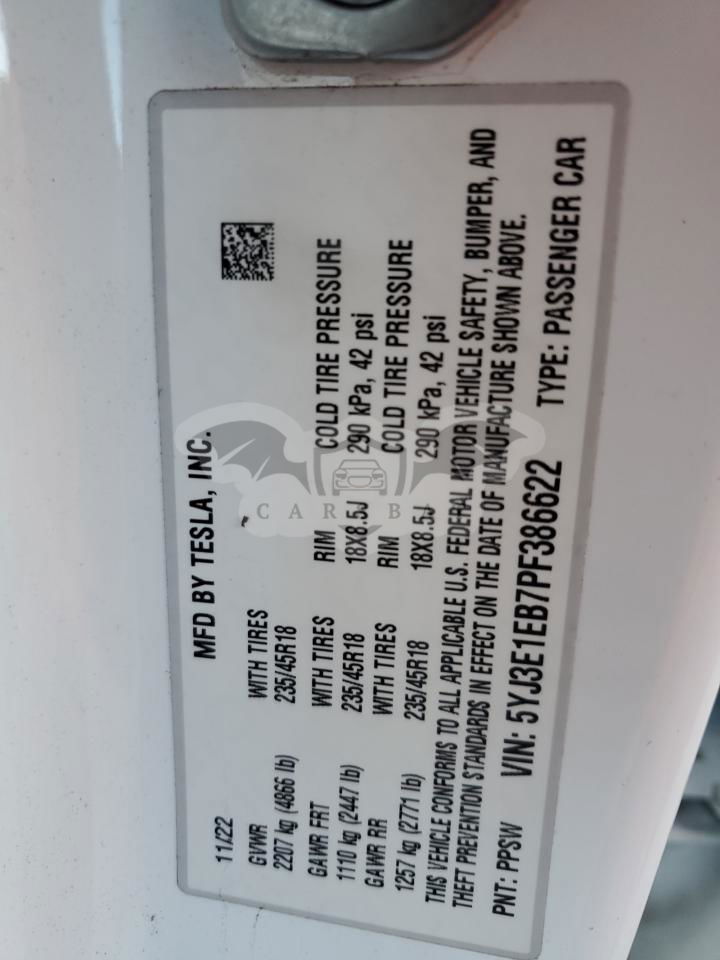 MFD BY TESLA, INC.
11/22
GVWR WITH TIRES
2207 kg (4866 lb) 235/45R18
GAWR FRT WITH TIRES RIM COLD TIRE PRESSURE
1110 kg (2447 lb) 235/45R18 18X8.5J 290 kPa, 42 psi
GAWR RR WITH TIRES RIM COLD TIRE PRESSURE
1257 kg (2771 lb) 235/45R18 18X8.5J 290 kPa, 42 psi
THIS VEHICLE CONFORMS TO ALL APPLICABLE U.S. FEDERAL MOTOR VEHICLE SAFETY, BUMPER, AND
THEFT PREVENTION STANDARDS IN EFFECT ON THE DATE OF MANUFACTURE SHOWN ABOVE.
PNT: PPSW VIN: 5YJ3E1EB7PF386622 TYPE: PASSENGER CAR